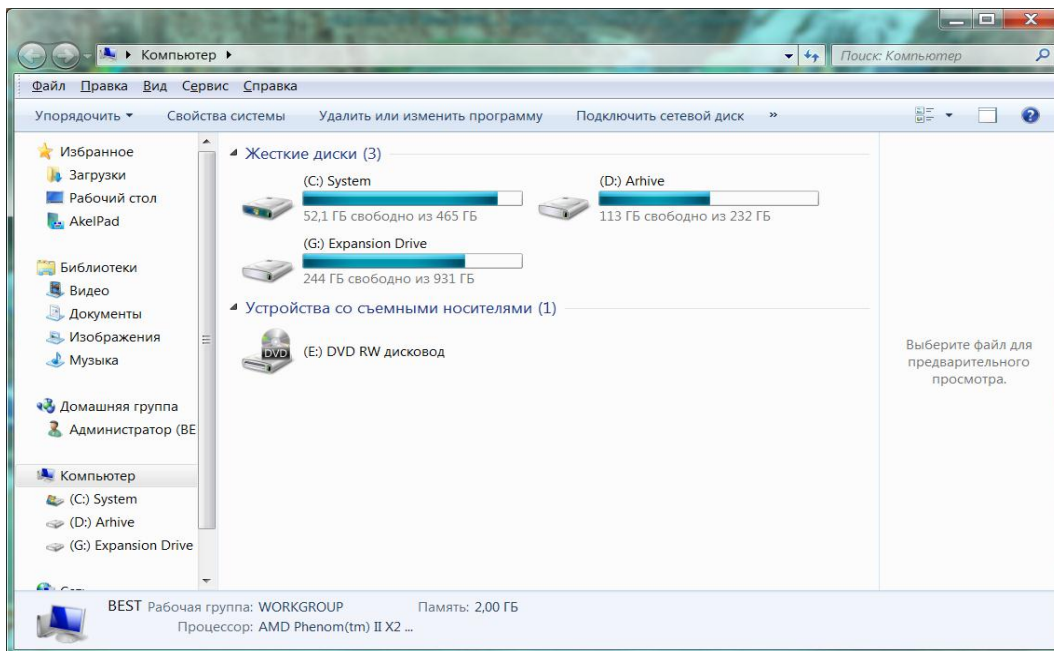 Компьютер
Поиск: Компьютер
Файл Правка Вид Сервис Справка
Упорядочить Свойства системы Удалить или изменить программу Подключить сетевой диск »
Избранное
Загрузки
Рабочий стол
AkelPad
Библиотеки
Видео
Документы
Изображения
Музыка
Домашняя группа
Администратор (BE
Компьютер
(C:) System
(D:) Arhive
(G:) Expansion Drive
Жесткие диски (3)
(C:) System
52,1 ГБ свободно из 465 ГБ
(D:) Arhive
113 ГБ свободно из 232 ГБ
(G:) Expansion Drive
244 ГБ свободно из 931 ГБ
Устройства со съемными носителями (1)
DVD
(E:) DVD RW дисковод
Выберите файл для
предварительного
просмотра.
BEST Рабочая группа: WORKGROUP Память: 2,00 ГБ
Процессор: AMD Phenom(tm) II X2 ...